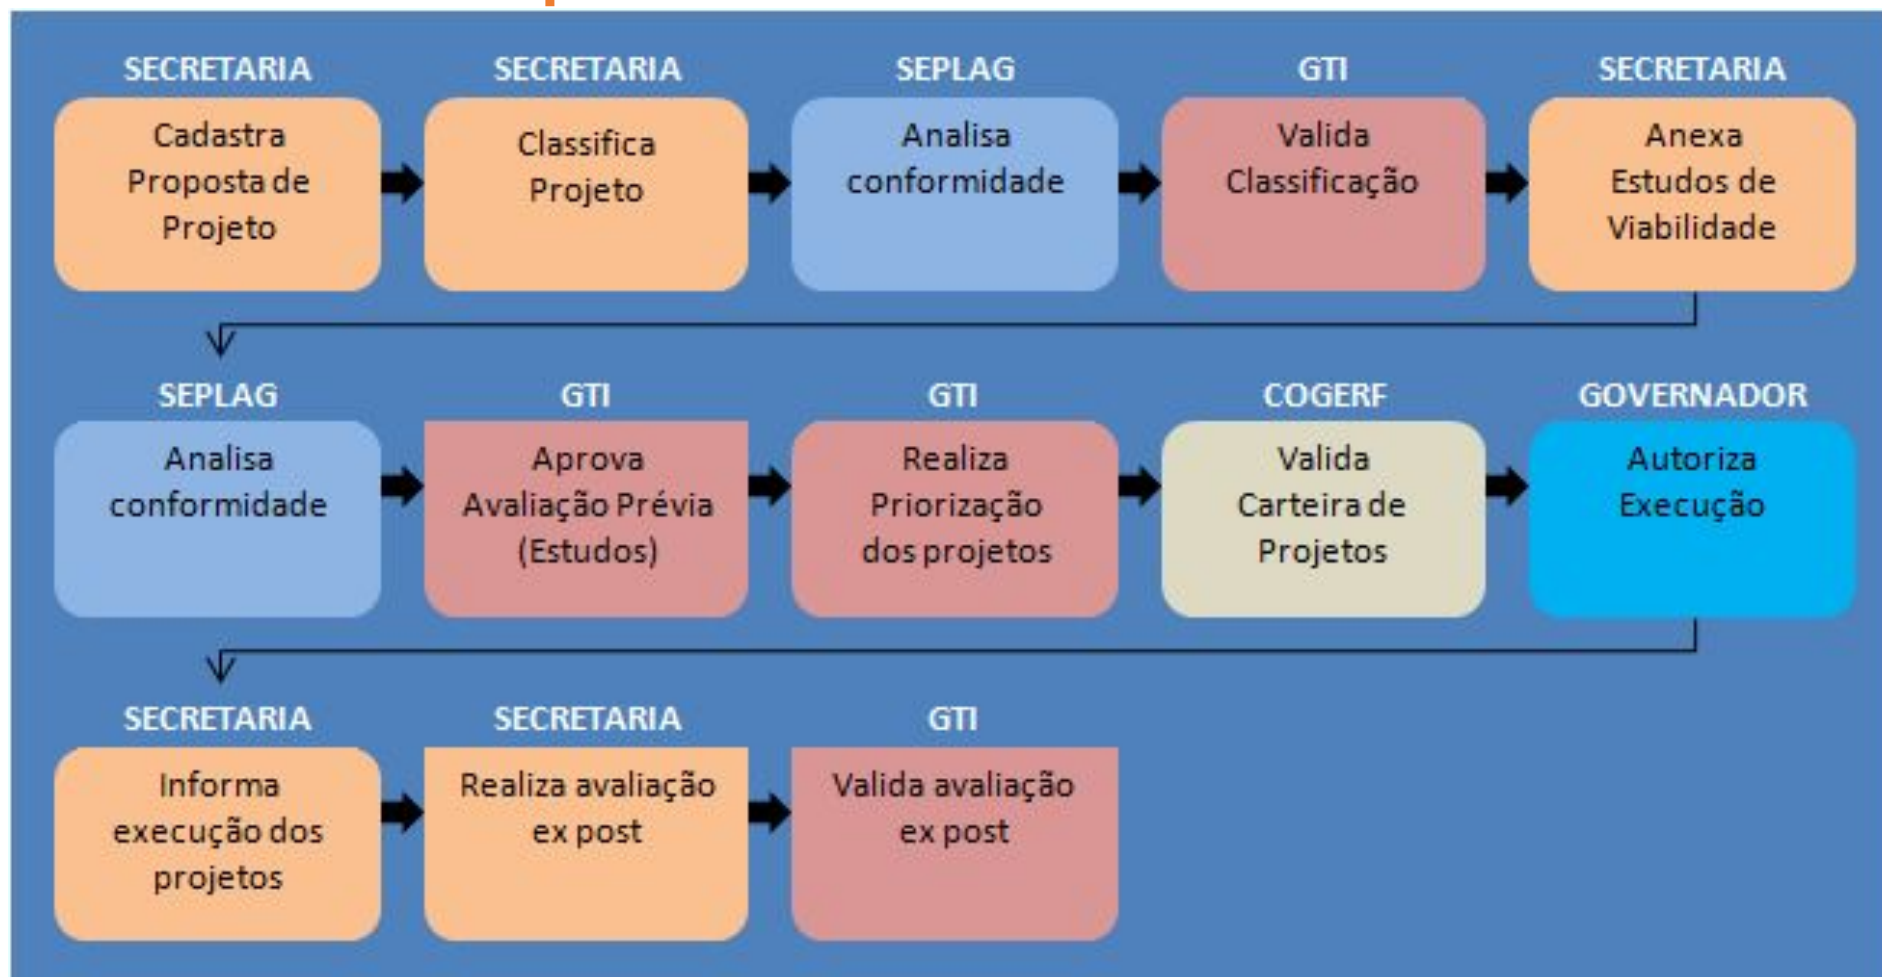 SECRETARIA
Cadastra
Proposta de
Projeto
SECRETARIA
Classifica
Projeto
SEPLAG
Analisa
conformidade
GTI
Valida
Classificação
SECRETARIA
Anexa
Estudos de
Viabilidade
SEPLAG
Analisa
conformidade
GTI
Aprova
Avaliação Prévia
(Estudos)
GTI
Realiza
Priorização
dos projetos
COGERF
Valida
Carteira de
Projetos
GOVERNADOR
Autoriza
Execução
SECRETARIA
Informa
execução dos
projetos
SECRETARIA
Realiza avaliação
ex post
GTI
Valida avaliação
ex post